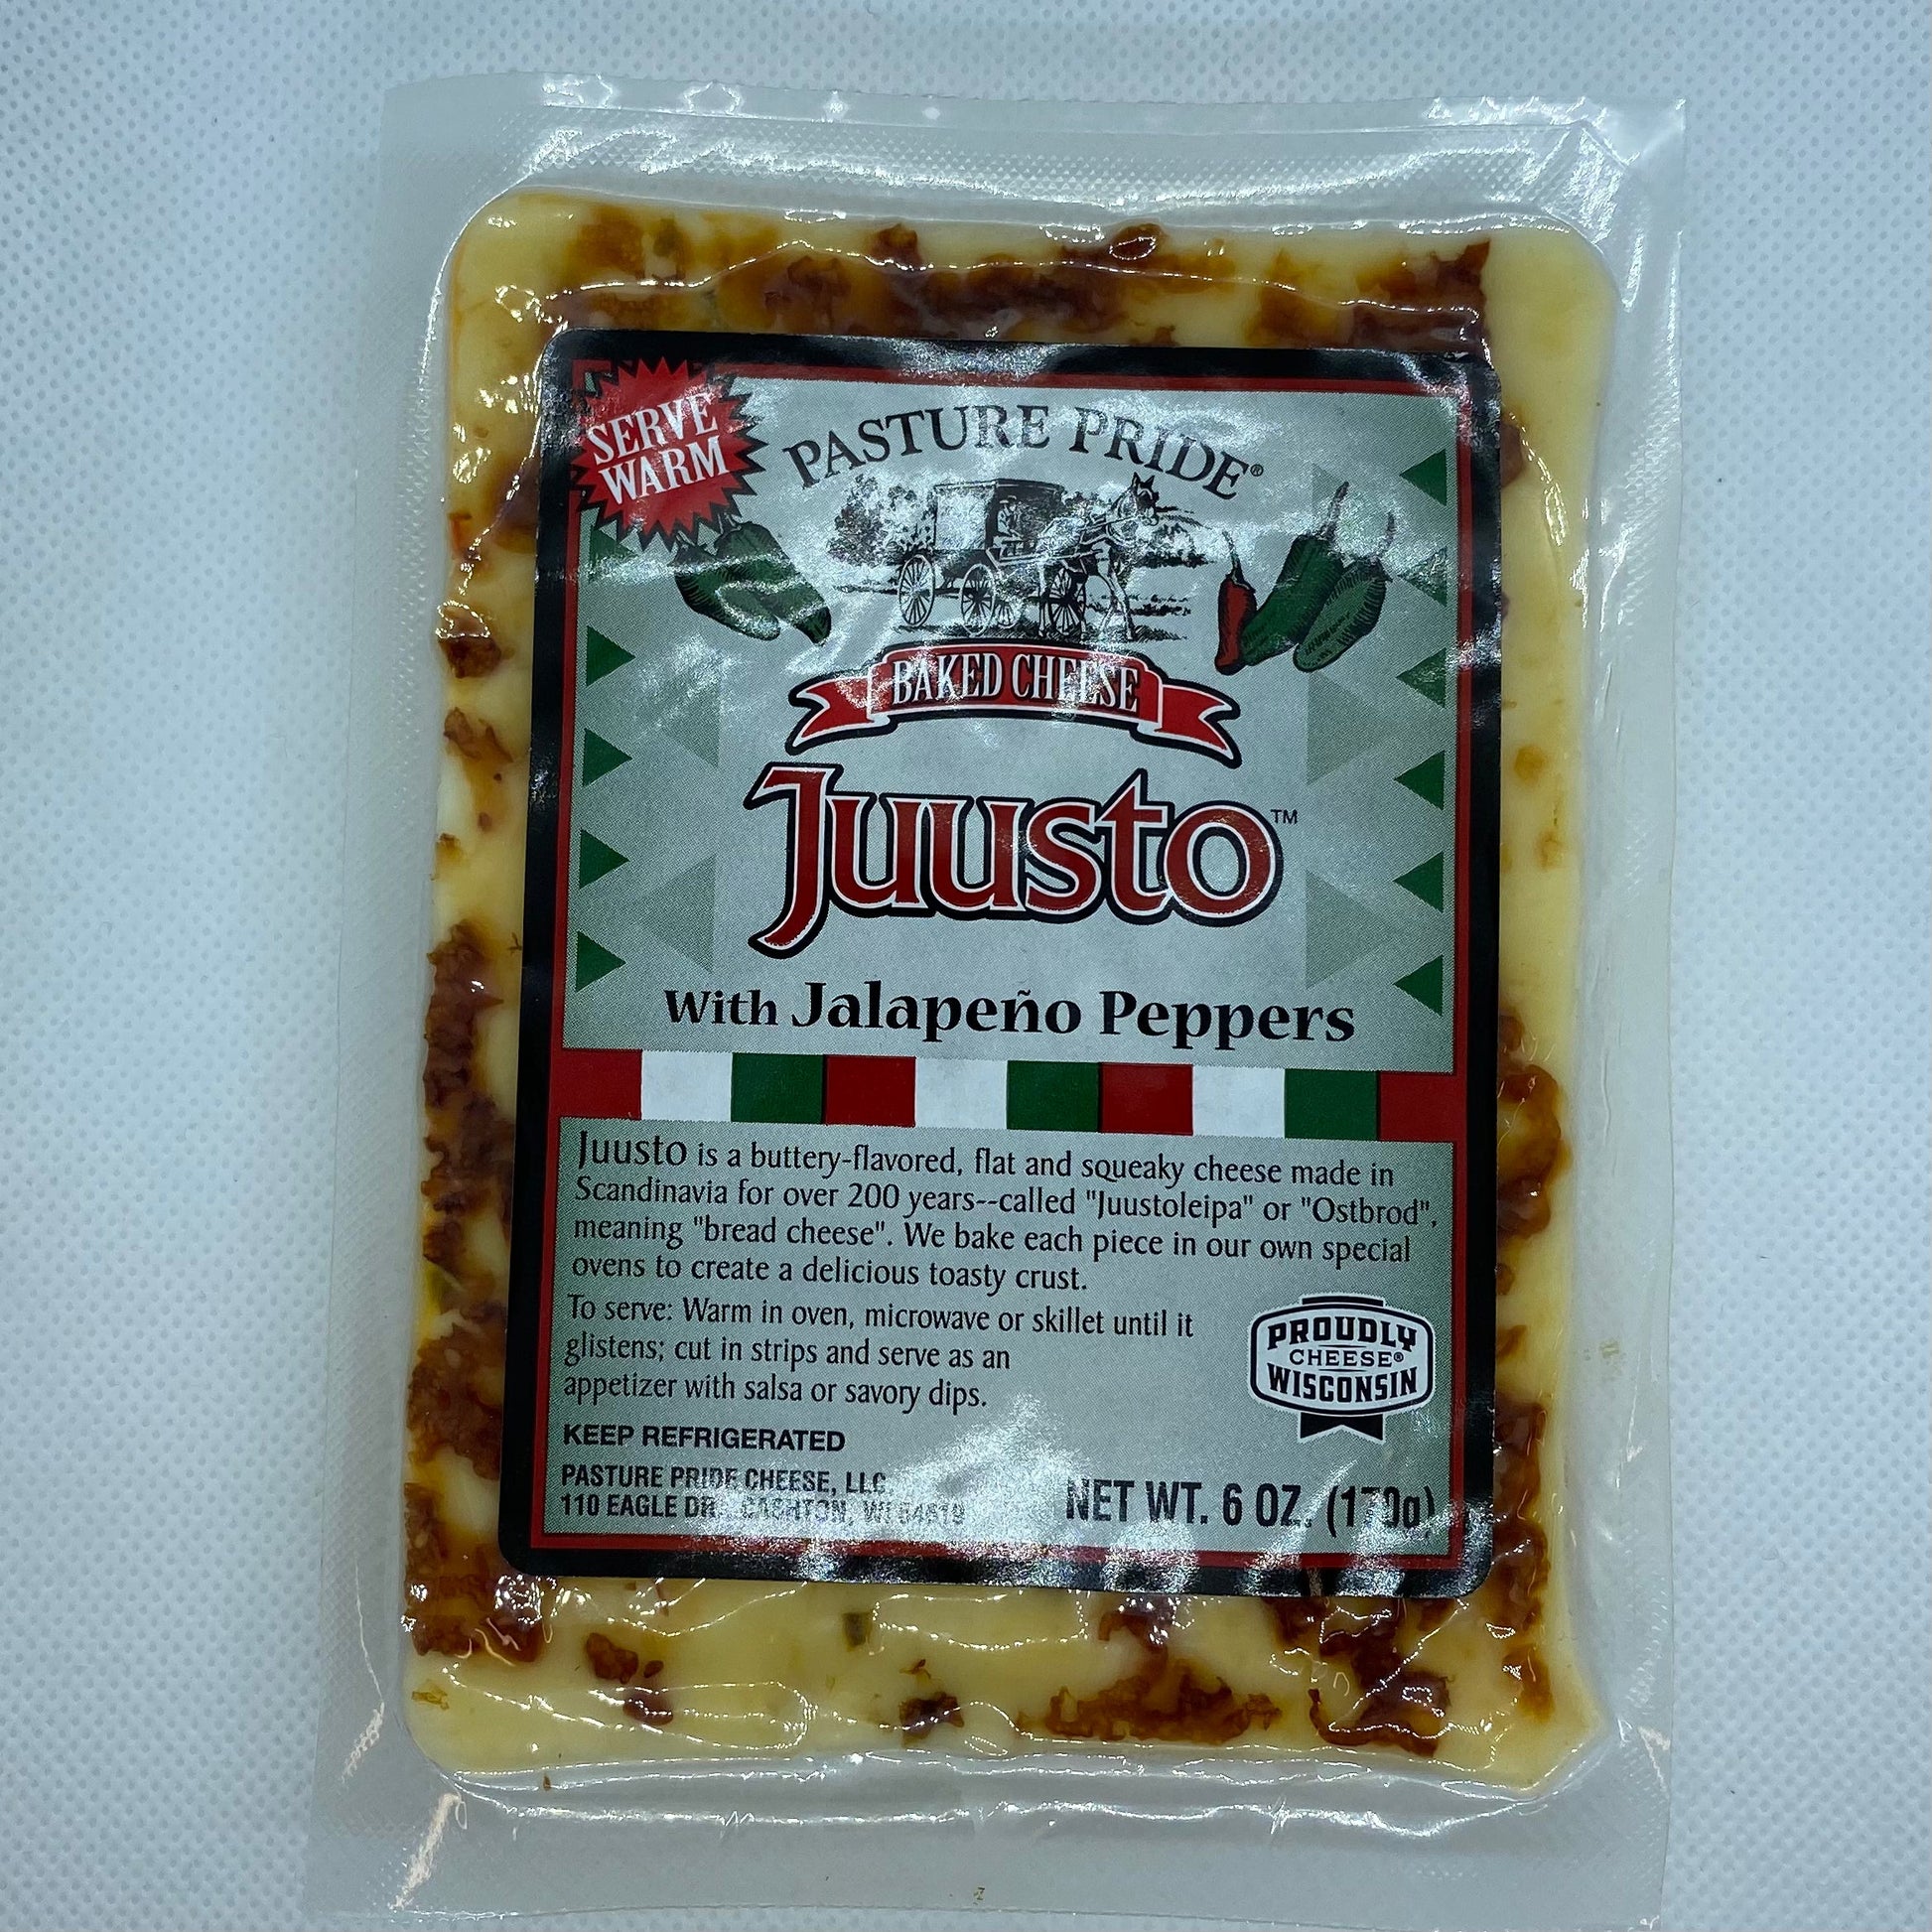 SERVE
WARM
PASTURE PRIDE®
BAKED CHEESE
Juusto™
With Jalapeño Peppers
Juusto is a buttery-flavored, flat and squeaky cheese made in
Scandinavia for over 200 years--called "Juustoleipa" or "Ostbrod",
meaning "bread cheese". We bake each piece in our own special
ovens to create a delicious toasty crust.
To serve: Warm in oven, microwave or skillet until it
glistens; cut in strips and serve as an
appetizer with salsa or savory dips.
PROUDLY
CHEESE®
WISCONSIN
KEEP REFRIGERATED
PASTURE PRIDE CHEESE, LLC
110 EAGLE DR. CASHTON, WI 54619
NET WT. 6 OZ. (170g)